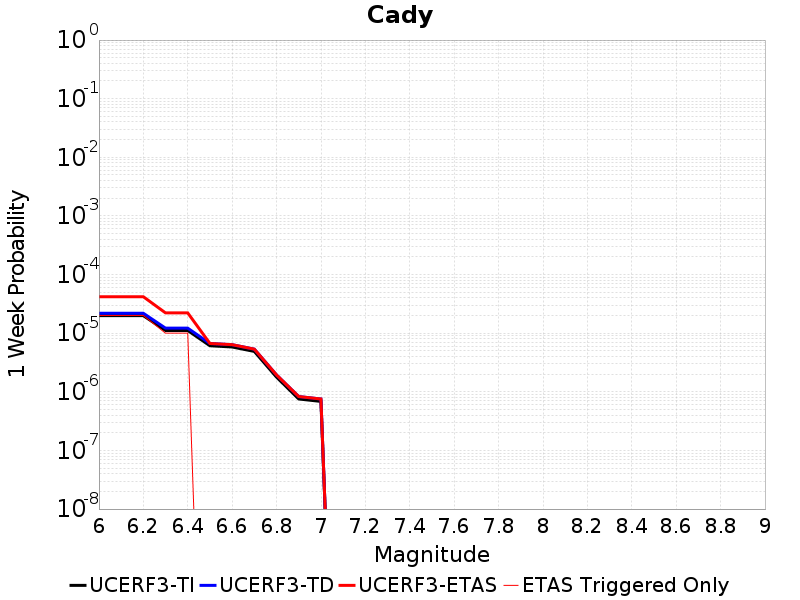 Cady
10^0
10^-1
10^-2
10^-3
10^-4
10^-5
10^-6
10^-7
10^-8
1 Week Probability
6 6.2 6.4 6.6 6.8 7 7.2 7.4 7.6 7.8 8 8.2 8.4 8.6 8.8 9
Magnitude
UCERF3-TI UCERF3-TD UCERF3-ETAS ETAS Triggered Only